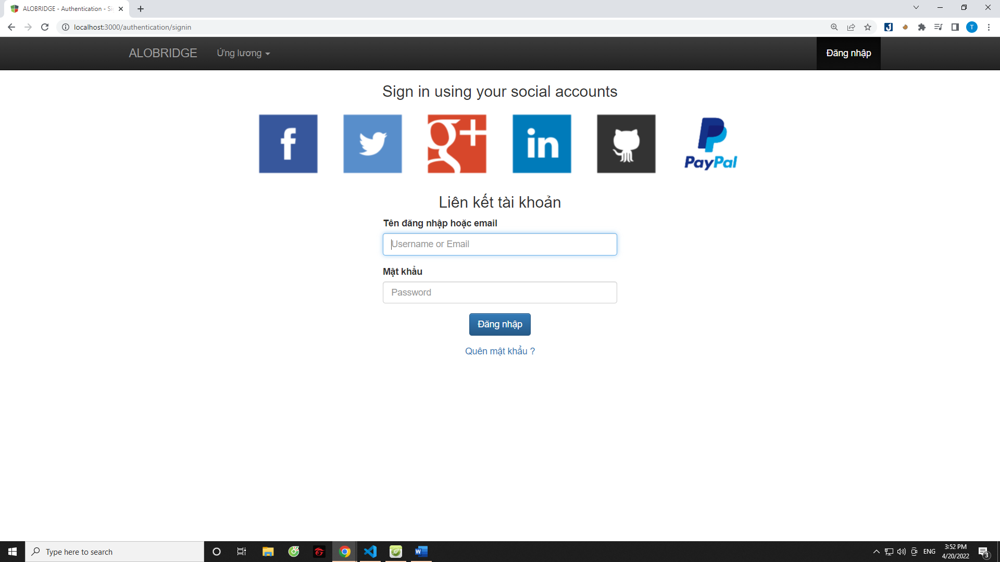 ALOBRIDGE - Authentication - Si
localhost:3000/authentication/signin
T
ALOBRIDGE
Ứng lương
Đăng nhập
Sign in using your social accounts
f
g+
in
PayPal
Liên kết tài khoản
Tên đăng nhập hoặc email
Username or Email
Mật khẩu
Password
Đăng nhập
Quên mật khẩu ?
Type here to search
W
ENG
3:52 PM
4/20/2022
3